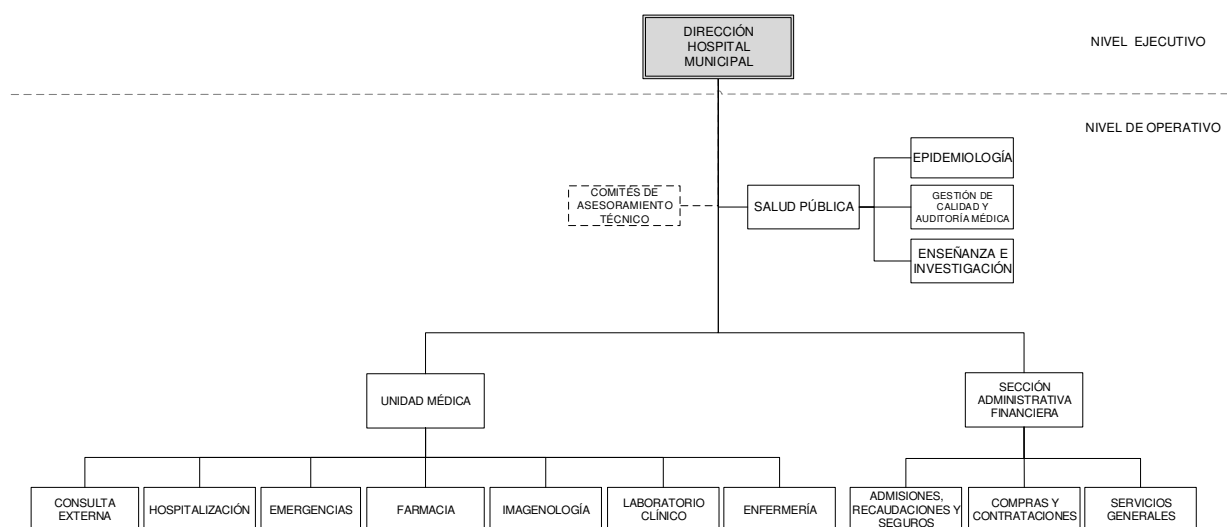 DIRECCIÓN
HOSPITAL
MUNICIPAL
NIVEL EJECUTIVO
NIVEL DE OPERATIVO
EPIDEMIOLOGÍA
COMITÉS DE
ASESORAMIENTO
TÉCNICO
SALUD PÚBLICA
GESTIÓN DE
CALIDAD Y
AUDITORÍA MÉDICA
ENSEÑANZA E
INVESTIGACIÓN
UNIDAD MÉDICA
SECCIÓN
ADMINISTRATIVA
FINANCIERA
CONSULTA
EXTERNA
HOSPITALIZACIÓN
EMERGENCIAS
FARMACIA
IMAGENOLOGÍA
LABORATORIO
CLÍNICO
ENFERMERÍA
ADMISIONES,
RECAUDACIONES Y
SEGUROS
COMPRAS Y
CONTRATACIONES
SERVICIOS
GENERALES